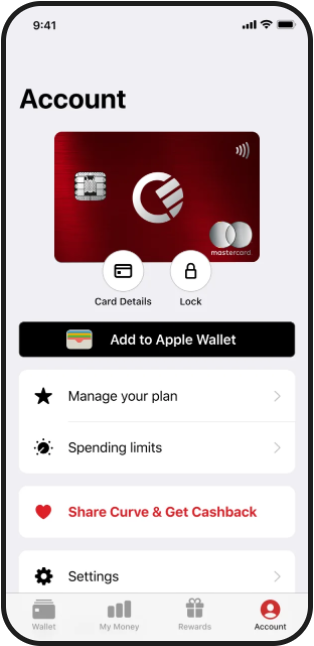 9:41
Account
mastercard
Card Details
Lock
Add to Apple Wallet
Manage your plan
Spending limits
Share Curve & Get Cashback
Settings
Wallet
My Money
Rewards
Account